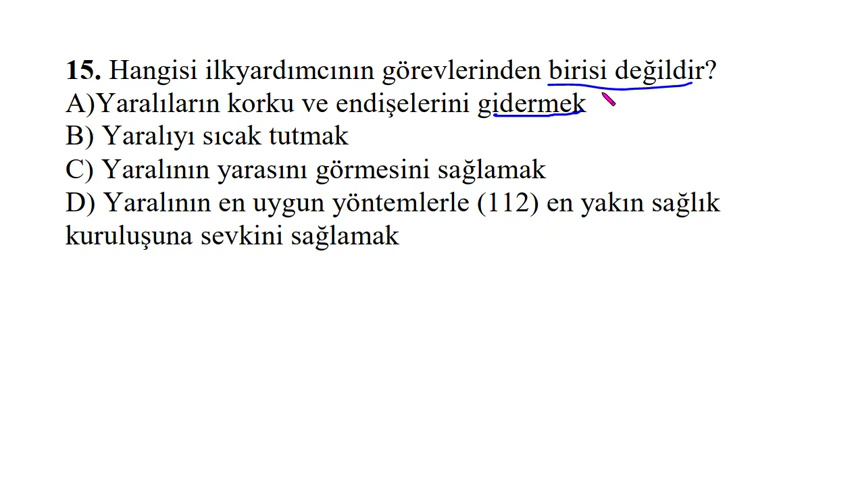 15. Hangisi ilkyardımcının görevlerinden birisi değildir?
A)Yaralıların korku ve endişelerini gidermek
B) Yaralıyı sıcak tutmak
C) Yaralının yarasını görmesini sağlamak
D) Yaralının en uygun yöntemlerle (112) en yakın sağlık
kuruluşuna sevkini sağlamak